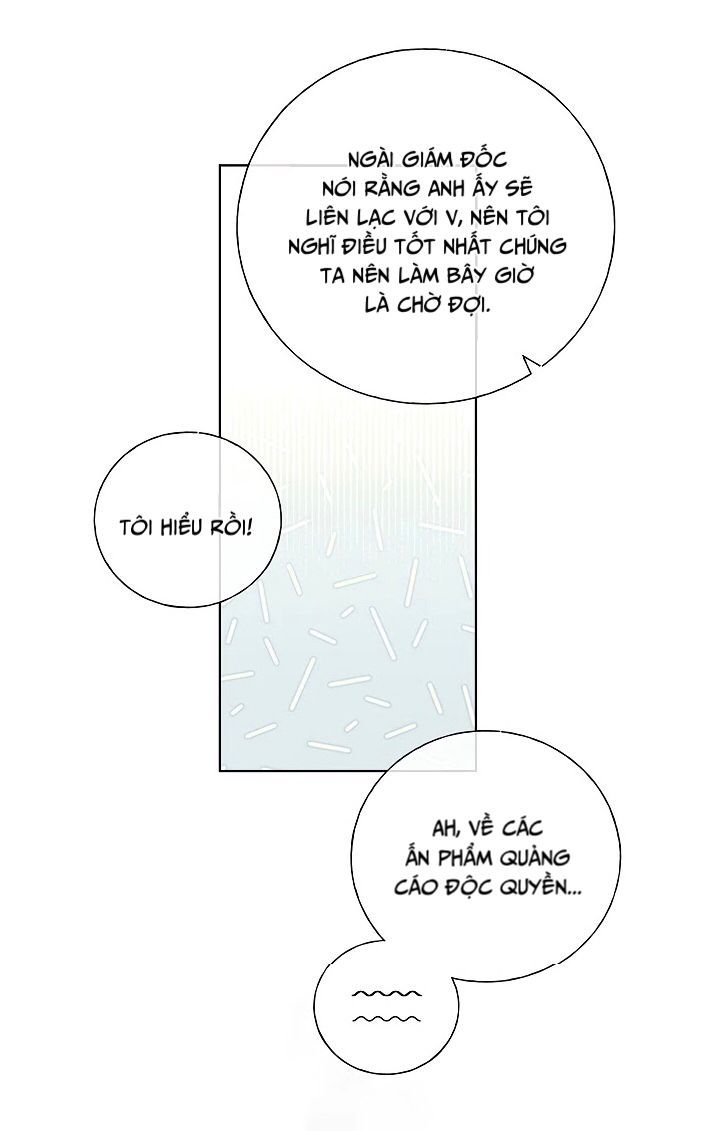 NGÀI GIÁM ĐỐC
NÓI RẰNG ANH ẤY SẼ
LIÊN LẠC VỚI V, NÊN TÔI
NGHĨ ĐIỀU TỐT NHẤT CHÚNG
TA NÊN LÀM BÂY GIỜ
LÀ CHỜ ĐỢI.
TÔI HIỂU RỒI!
AH, VỀ CÁC
ẤN PHẨM QUẢNG
CÁO ĐỘC QUYỀN...